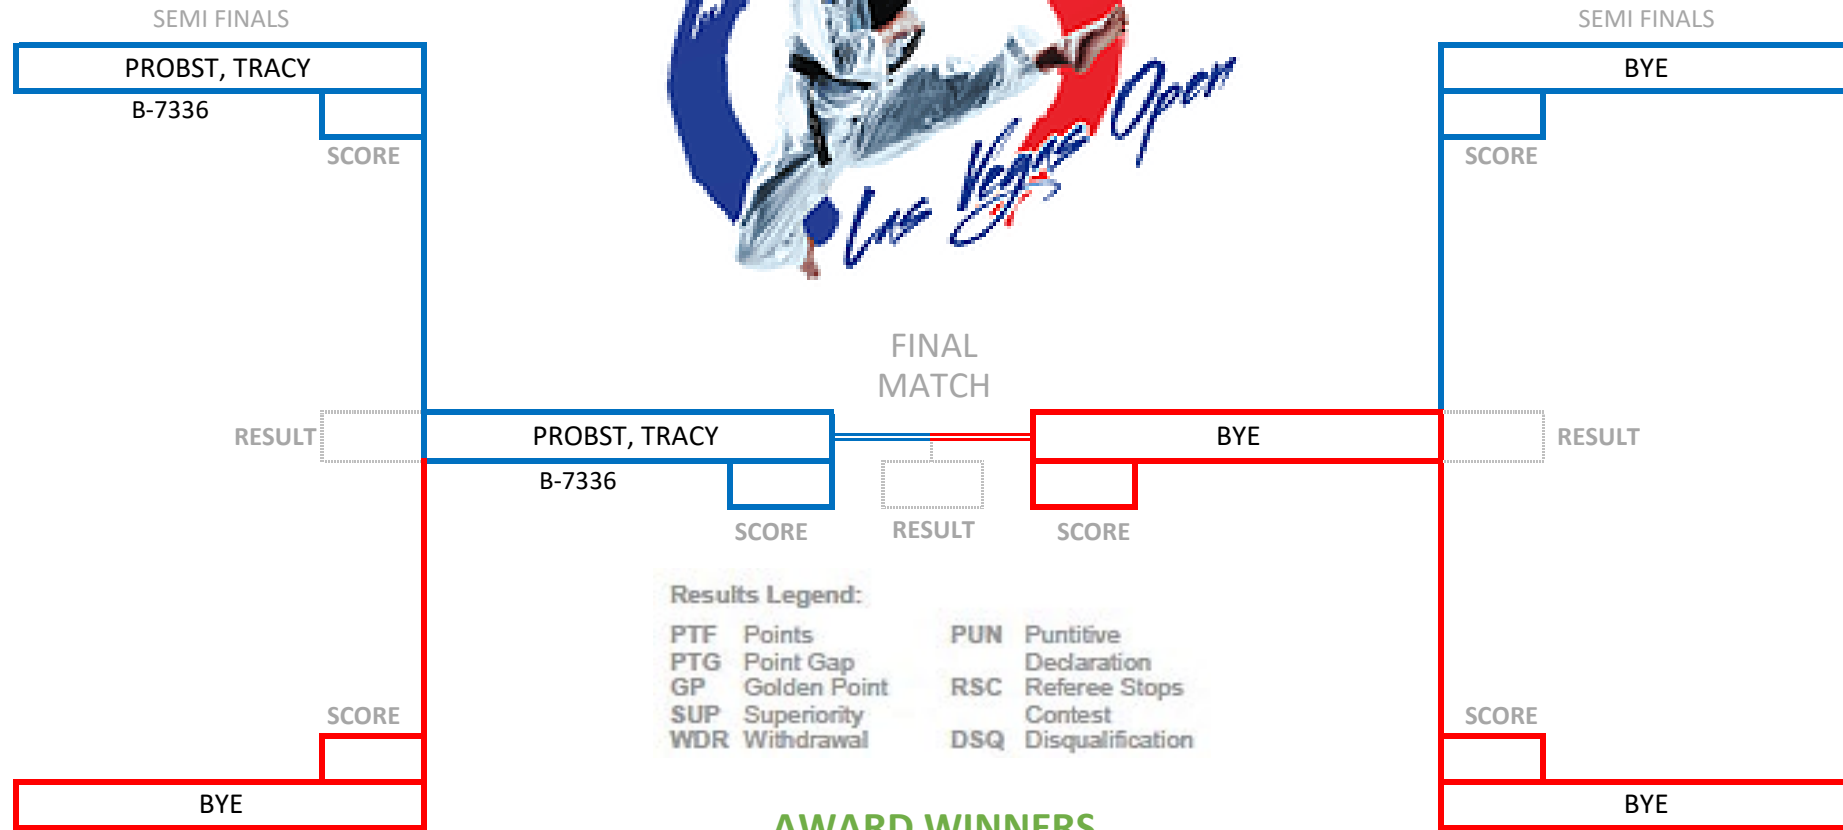 SEMI FINALS
SEMI FINALS
PROBST, TRACY
BYE
B-7336
SCORE
SCORE
Las Vegas Open
FINAL
MATCH
RESULT
PROBST, TRACY
BYE
RESULT
B-7336
SCORE
RESULT
SCORE
Results Legend:
PTF Points
PUN Puntitive
Declaration
PTG Point Gap
GP Golden Point
RSC Referee Stops
Contest
SUP Superiority
WDR Withdrawal
DSQ Disqualification
SCORE
SCORE
BYE
BYE
AWARD WINNERS